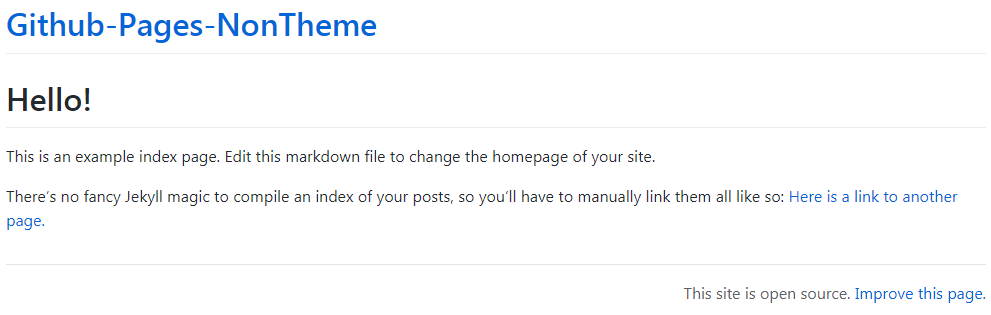 Github-Pages-NonTheme
Hello!
This is an example index page. Edit this markdown file to change the homepage of your site.
There’s no fancy Jekyll magic to compile an index of your posts, so you’ll have to manually link them all like so: Here is a link to another
page.
This site is open source. Improve this page.